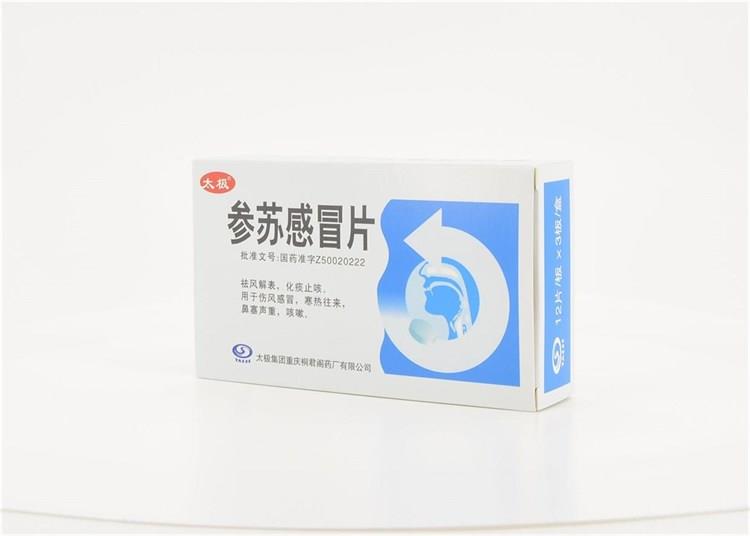 太极®
参苏感冒片
批准文号:国药准字Z50020222
祛风解表，化痰止咳.
用于伤风感冒，寒热往来，
鼻塞声重，咳嗽.
TAIJI
太极集团重庆桐君阁药厂有限公司
12片/板×3板/盒
TAIJI